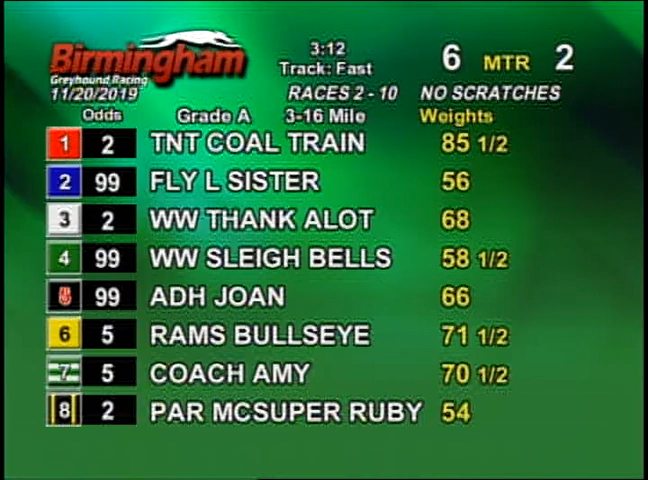 Birmingham
Greyhound Racing
11/20/2019
3:12
Track: Fast
6 MTR 2
RACES 2 - 10 NO SCRATCHES
Odds Grade A 3-16 Mile Weights
1 2 TNT COAL TRAIN 85 1/2
2 99 FLY L SISTER 56
3 2 WW THANK ALOT 68
4 99 WW SLEIGH BELLS 58 1/2
99 ADH JOAN 66
6 5 RAMS BULLSEYE 71 1/2
7 5 COACH AMY 70 1/2
8 2 PAR MCSUPER RUBY 54